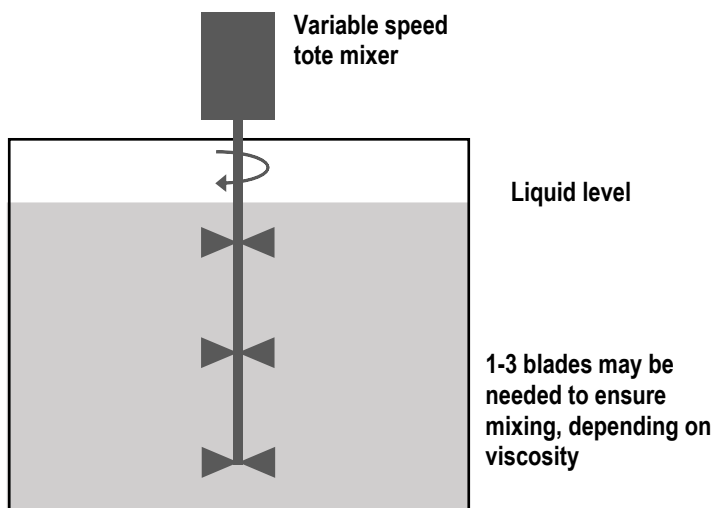 Variable speed
tote mixer
Liquid level
1-3 blades may be
needed to ensure
mixing, depending on
viscosity